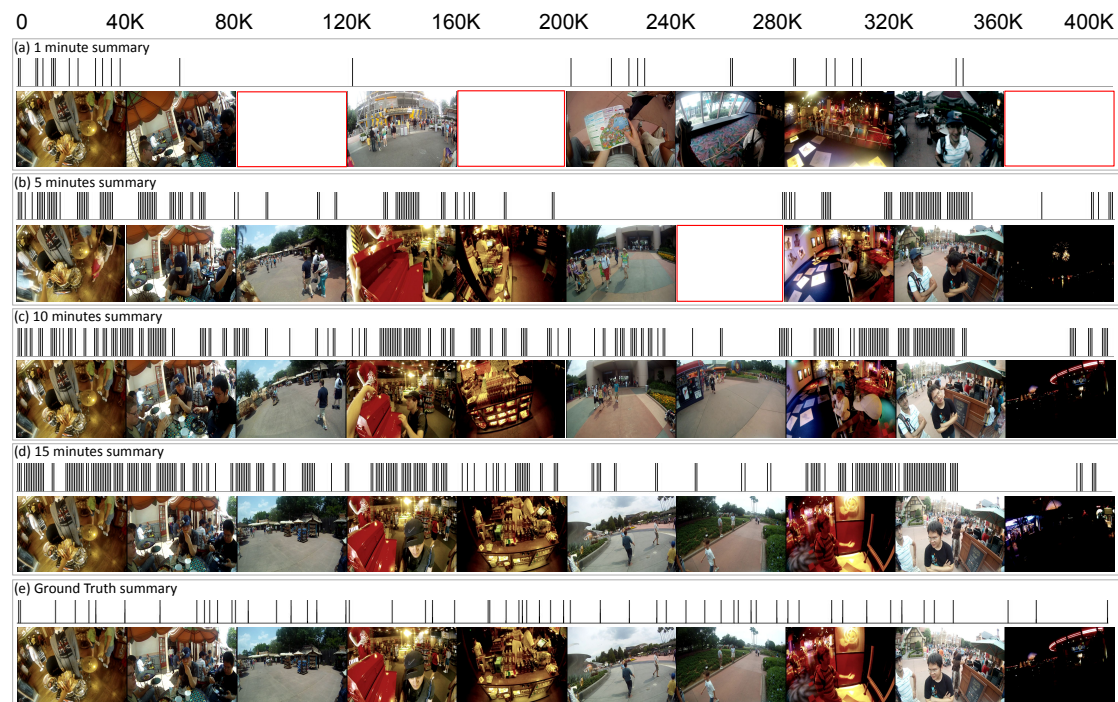 0 40K 80K 120K 160K 200K 240K 280K 320K 360K 400K
(a) 1 minute summary
(b) 5 minutes summary
(c) 10 minutes summary
(d) 15 minutes summary
(e) Ground Truth summary